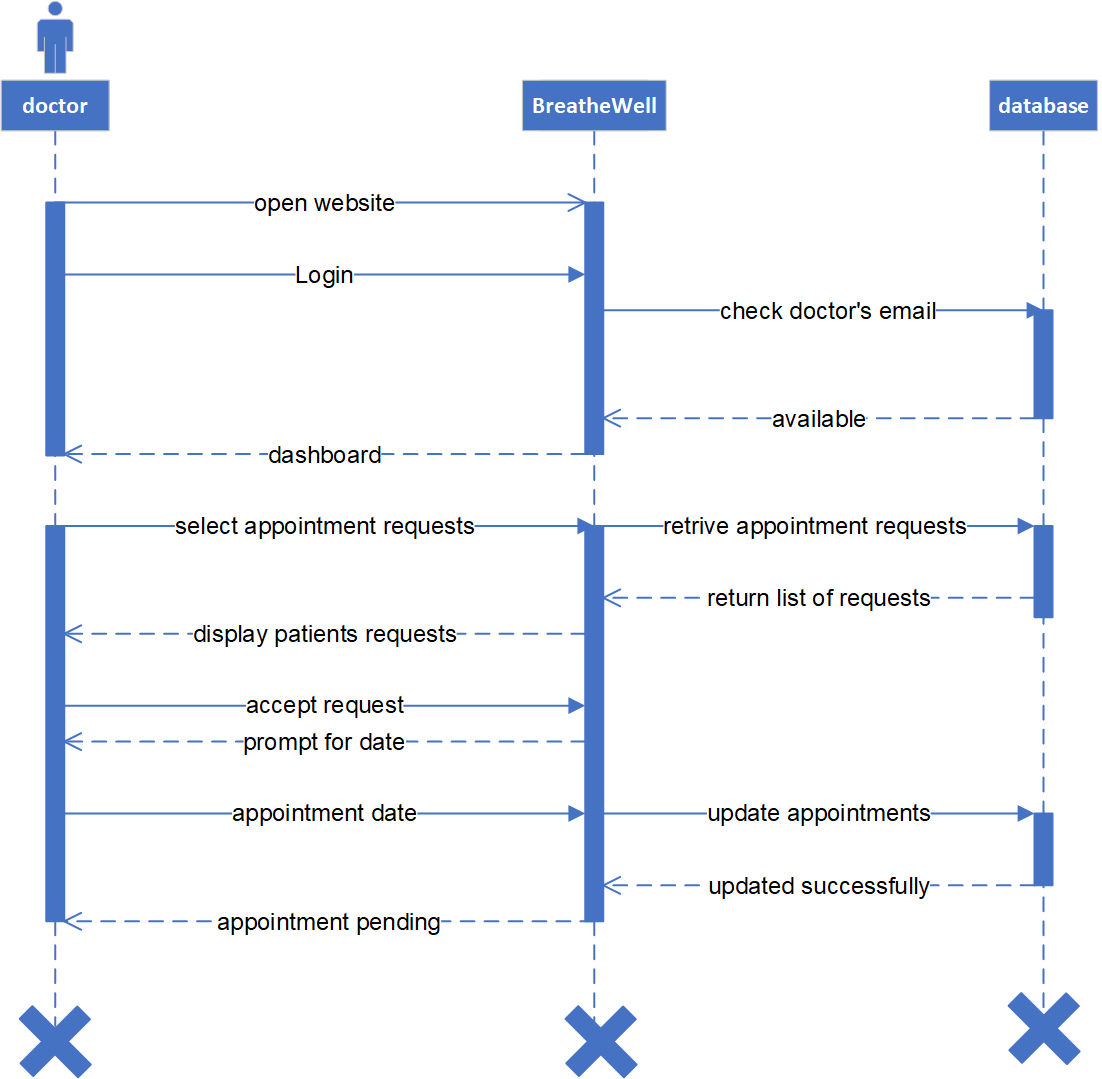 doctor
BreatheWell
database
open website
Login
check doctor's email
available
dashboard
select appointment requests
retrive appointment requests
return list of requests
display patients requests
accept request
prompt for date
appointment date
update appointments
updated successfully
appointment pending